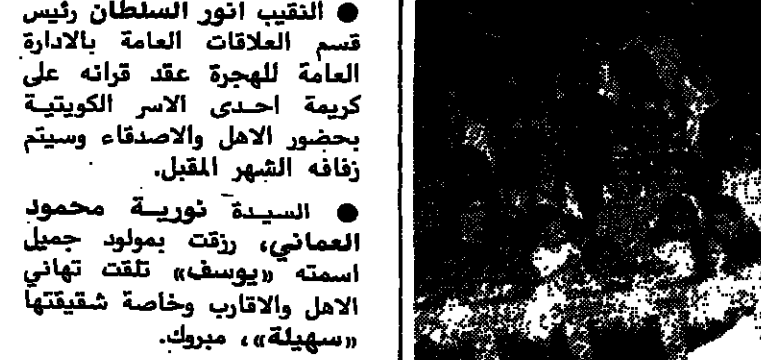 ● النقيب انور السلطان رئيس
قسم العلاقات العامة بالادارة
العامة للهجرة عقد قرانه على
كريمة احدى الاسر الكويتية
بحضور الاهل والاصدقاء وسيتم
زفافه الشهر المقبل.
● السيدة نورية محمود
العماني، رزقت بمولود جميل
اسمته «يوسف» تلقت تهاني
الاهل والاقارب وخاصة شقيقتها
«سهيلة»، مبروك.